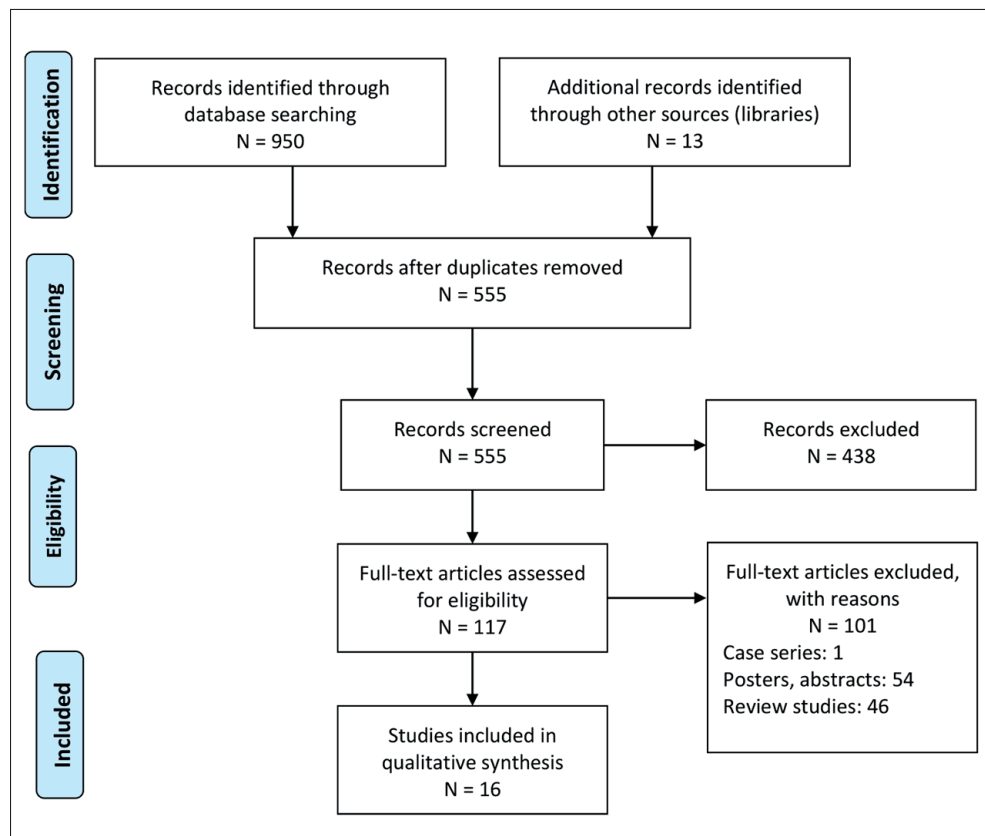 Identification
Records identified through
database searching
N = 950
Additional records identified
through other sources (libraries)
N = 13
Screening
Records after duplicates removed
N = 555
Records screened
N = 555
Records excluded
N = 438
Eligibility
Full-text articles assessed
for eligibility
N = 117
Full-text articles excluded,
with reasons
N = 101
Case series: 1
Posters, abstracts: 54
Review studies: 46
Included
Studies included in
qualitative synthesis
N = 16